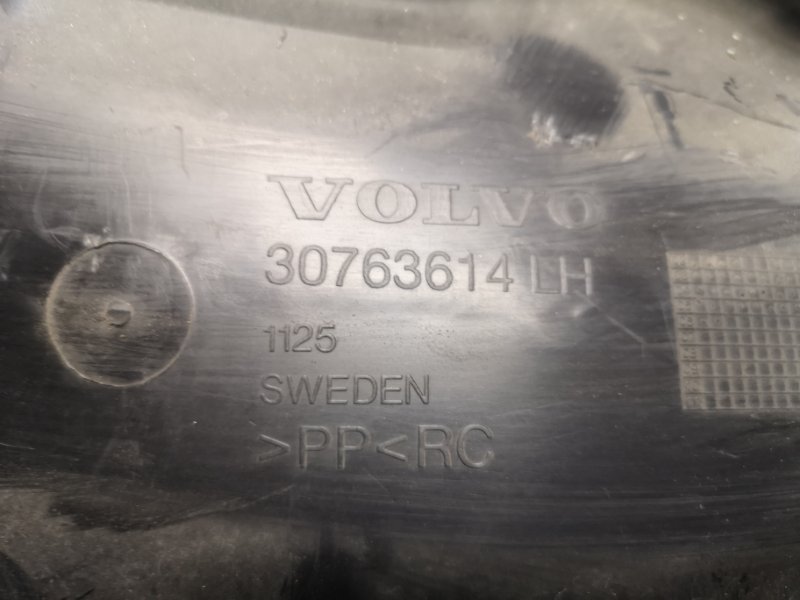 VOLVO
30763614 LH
1125
SWEDEN
>PP<RC